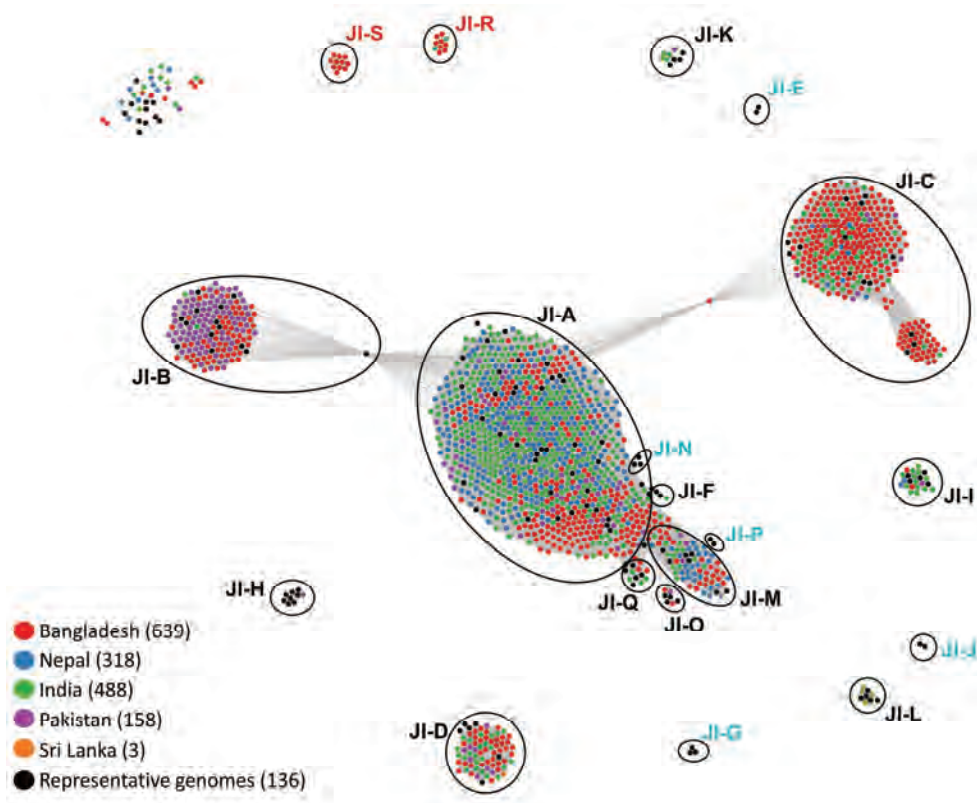 JI-S
JI-R
JI-K
JI-E
JI-C
JI-A
JI-B
JI-N
JI-F
JI-I
JI-P
JI-H
JI-Q
JI-M
JI-O
JI-J
JI-L
JI-D
JI-G
Bangladesh (639)
Nepal (318)
India (488)
Pakistan (158)
Sri Lanka (3)
Representative genomes (136)